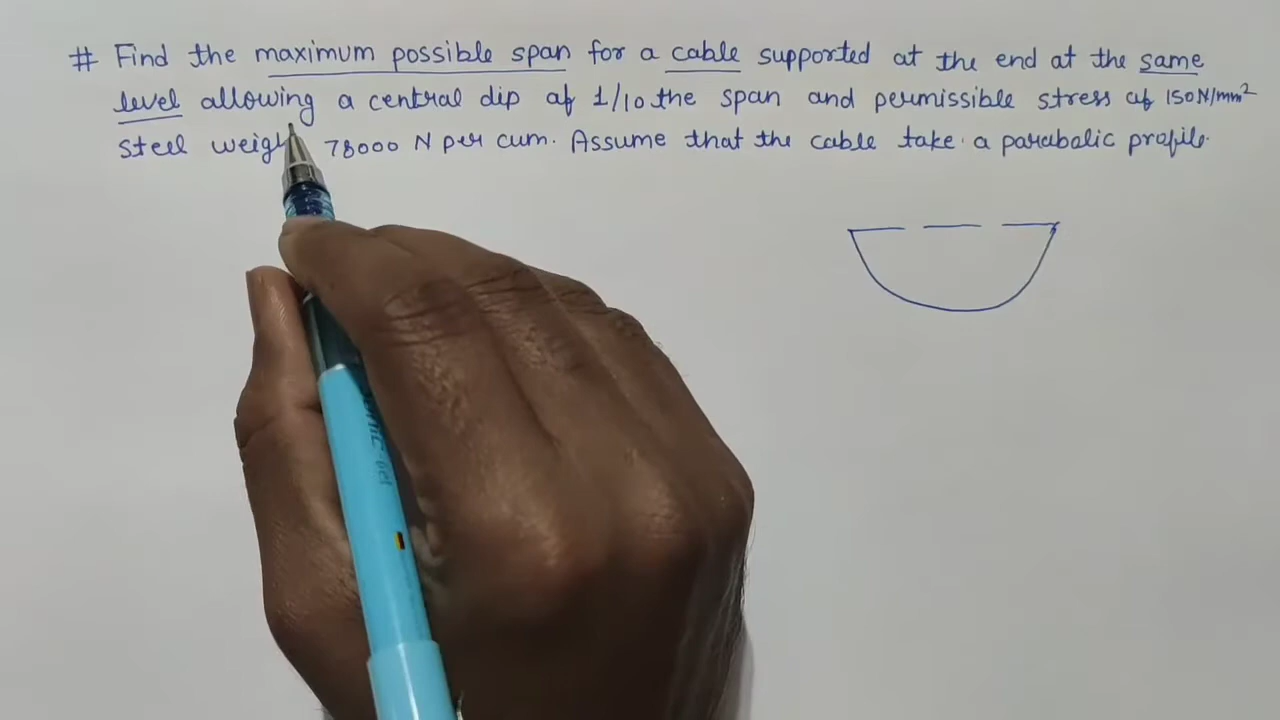 # Find the maximum possible span for a cable supported at the end at the same
level allowing a central dip of 1/10 the span and permissible stress of 150N/mm²
steel weight 78000 N per cum. Assume that the cable take a parabolic profile.